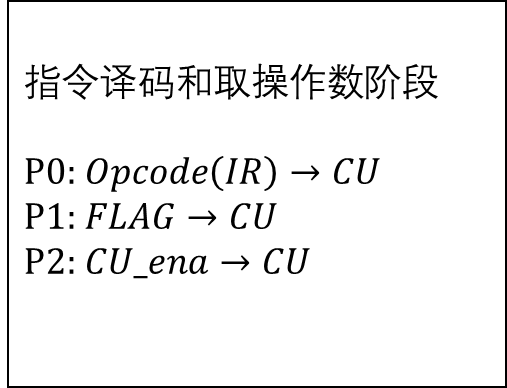 指令译码和取操作数阶段
P0: Opcode(IR) → CU
P1: FLAG → CU
P2: CU_ena → CU